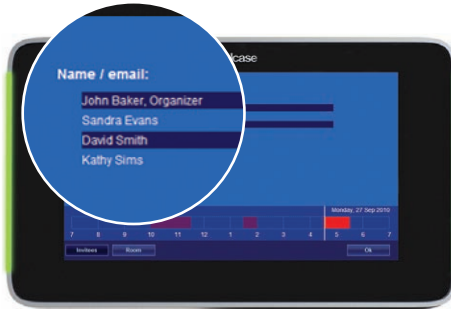 lcase
Name / email:
John Baker, Organizer
Sandra Evans
David Smith
Kathy Sims
Monday, 27 Sep 2010
7 8 9 10 11 12 1 2 3 4 5 6 7
Invitees Room Ok